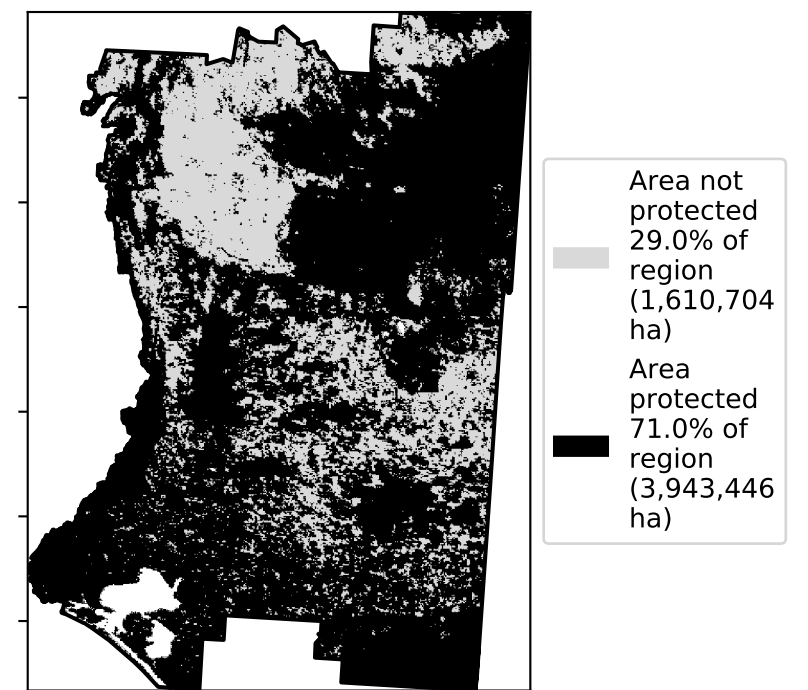 Area not
protected
29.0% of
region
(1,610,704
ha)
Area
protected
71.0% of
region
(3,943,446
ha)